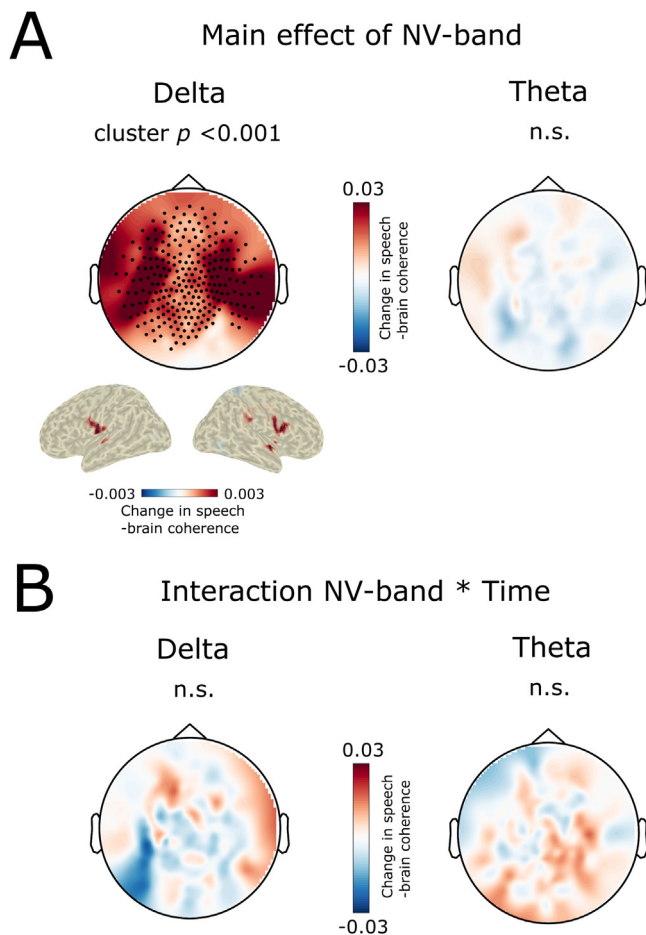 A
Main effect of NV-band
Delta
cluster p <0.001
Theta
n.s.
0.03
Change in speech
-brain coherence
-0.03
-0.003
0.003
Change in speech
-brain coherence
B
Interaction NV-band * Time
Delta
n.s.
Theta
n.s.
0.03
Change in speech
-brain coherence
-0.03